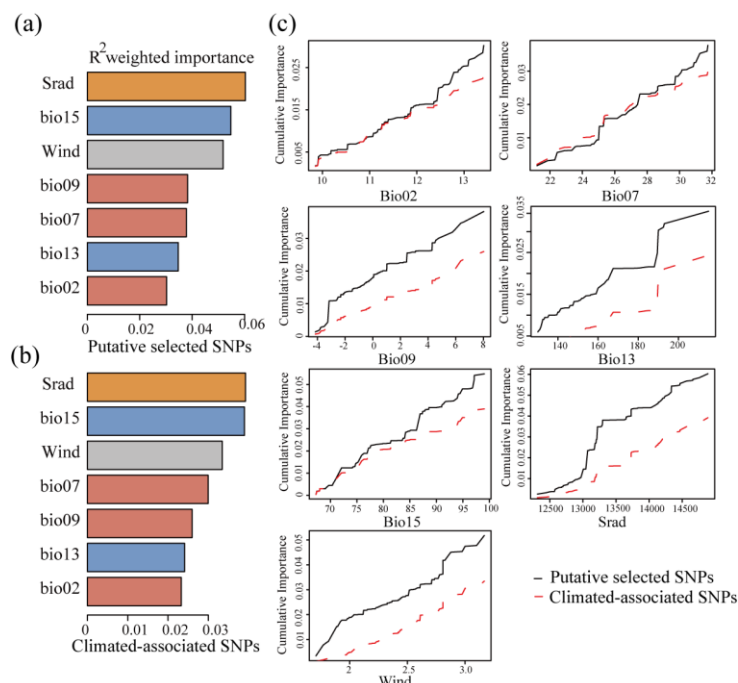 (a)
R²weighted importance
Srad
bio15
Wind
bio09
bio07
bio13
bio02
0 0.02 0.04 0.06
Putative selected SNPs
(b)
Srad
bio15
Wind
bio07
bio09
bio13
bio02
0 0.01 0.02 0.03
Climated-associated SNPs
(c)
Cumulative Importance
0.005 0.015 0.025
10 11 12 13
Bio02
Cumulative Importance
0.01 0.03
22 24 26 28 30 32
Bio07
Cumulative Importance
0 0.01 0.02 0.03
-4 -2 0 2 4 6 8
Bio09
Cumulative Importance
0.005 0.015 0.025 0.035
140 160 180 200
Bio13
Cumulative Importance
0 0.01 0.02 0.03 0.04 0.05
70 75 80 85 90 95 100
Bio15
Cumulative Importance
0.01 0.02 0.03 0.04 0.05 0.06
12500 13000 13500 14000 14500
Srad
Cumulative Importance
0.01 0.02 0.03 0.04 0.05
2 2.5 3.0
Wind
Putative selected SNPs
Climated-associated SNPs